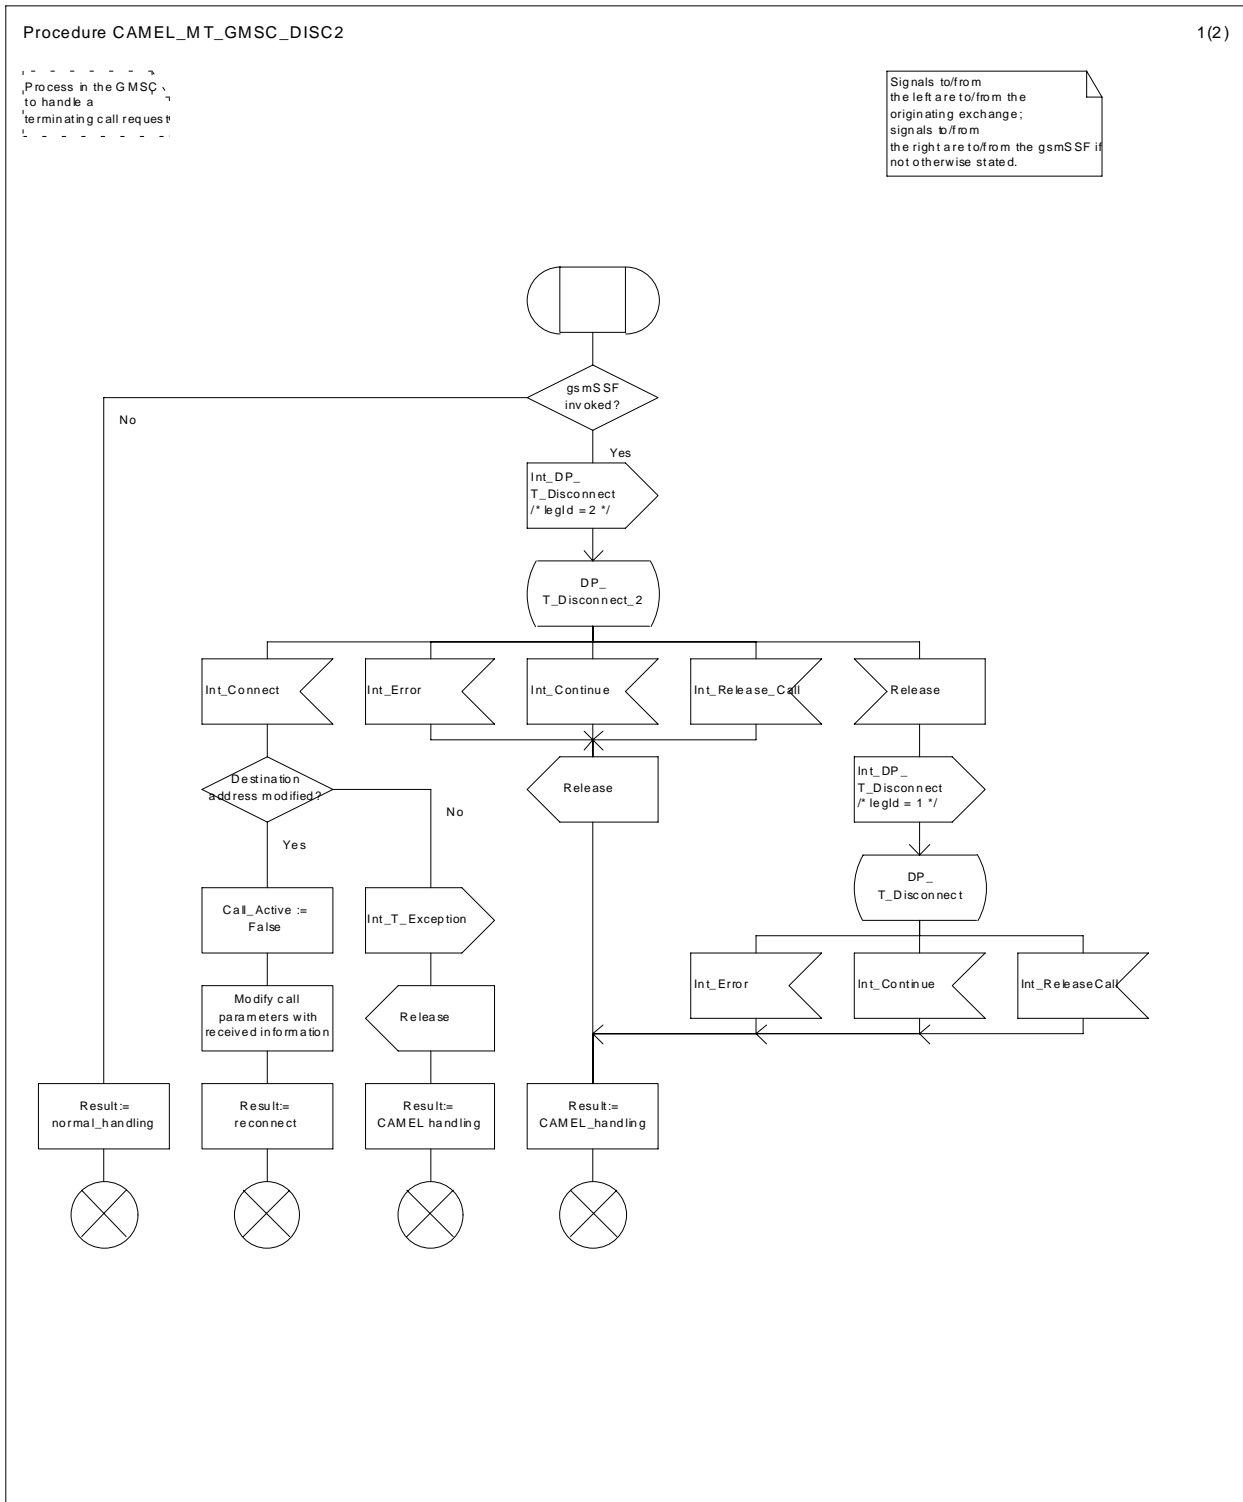 Procedure CAMEL_MT_GMSC_DISC2
1(2)
Process in the GMSC
to handle a
terminating call request
Signals to/from
the left are to/from the
originating exchange;
signals to/from
the right are to/from the gsmSSF if
not otherwise stated.
gsmSSF
invoked?
No
Yes
Int_DP_
T_Disconnect
/* legId = 2 */
DP_
T_Disconnect_2
Int_Connect
Int_Error
Int_Continue
Int_Release_Call
Release
Destination
address modified?
No
Yes
Release
Int_DP_
T_Disconnect
/* legId = 1 */
DP_
T_Disconnect
Call_Active :=
False
Int_T_Exception
Int_Error
Int_Continue
Int_ReleaseCall
Modify call
parameters with
received information
Release
Result:=
normal_handling
Result:=
reconnect
Result:=
CAMEL handling
Result:=
CAMEL_handling